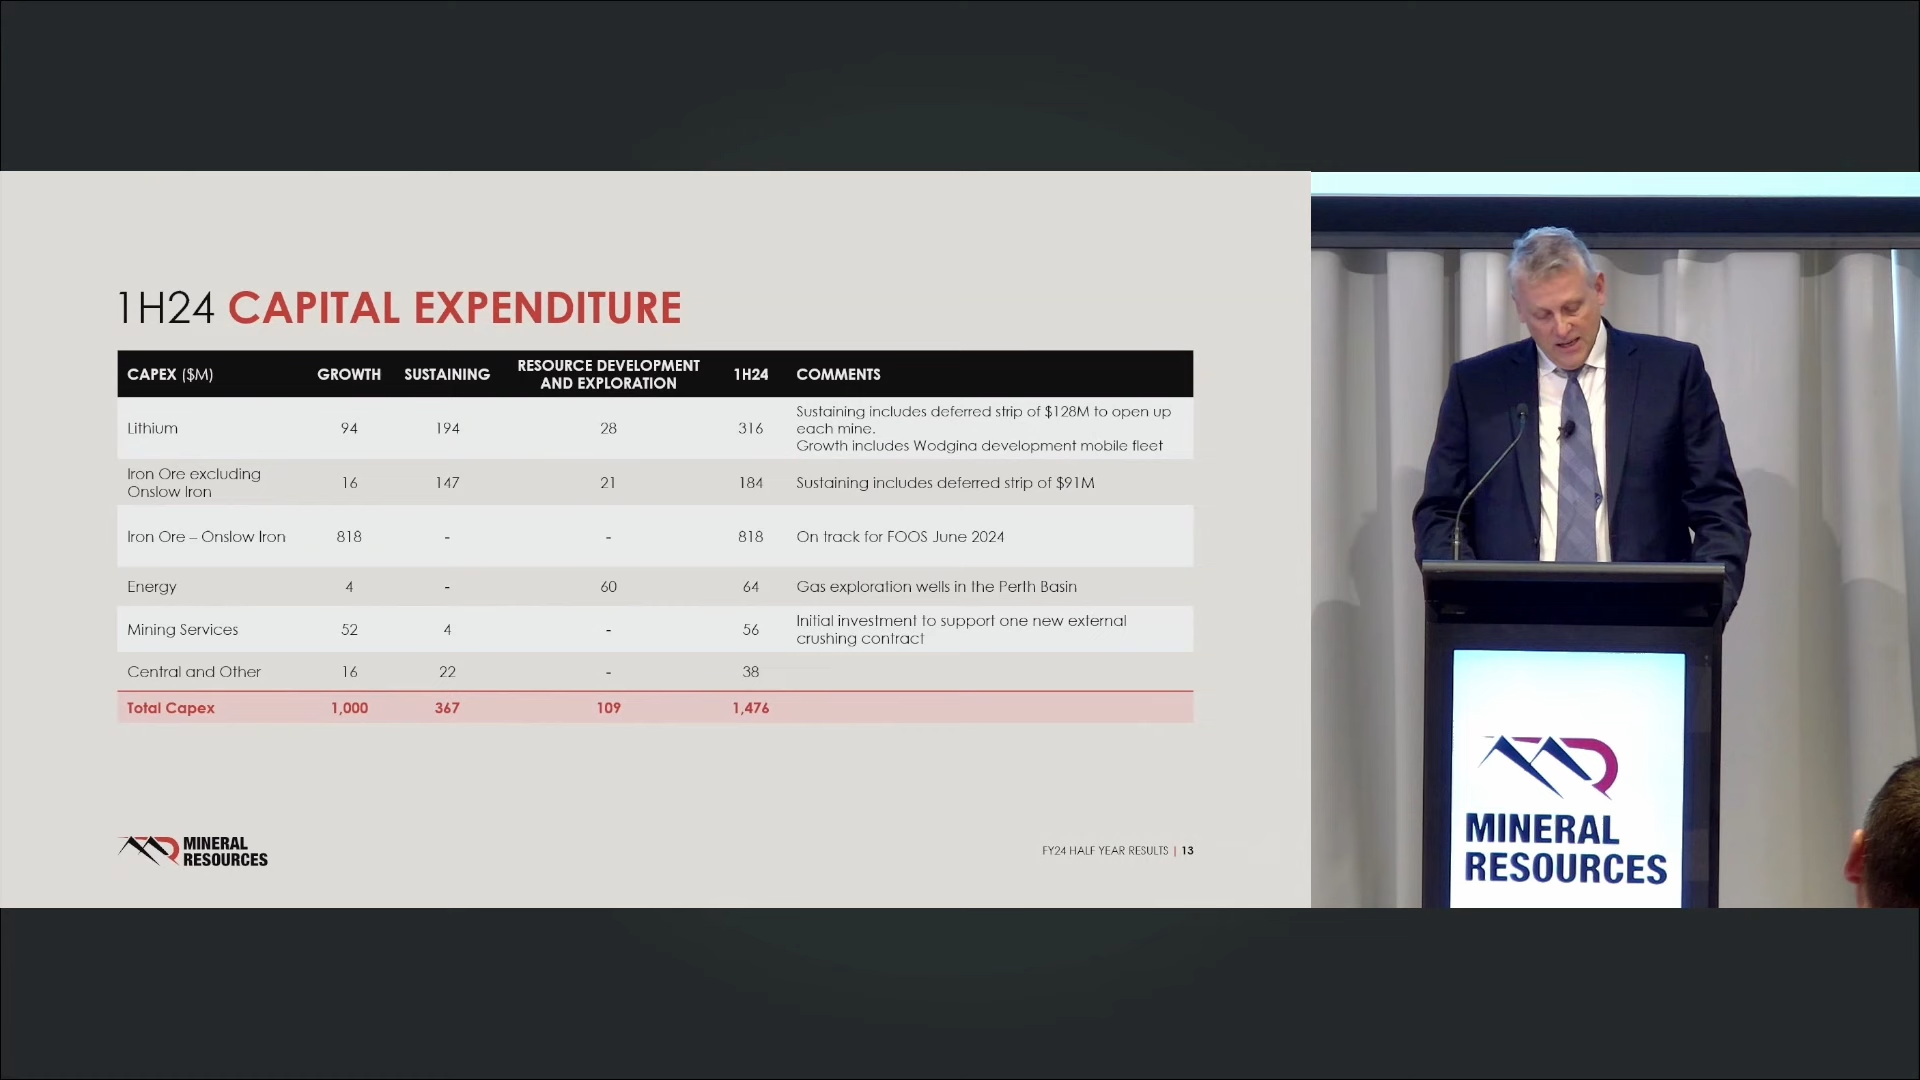 1H24 CAPITAL EXPENDITURE
CAPEX ($M) GROWTH SUSTAINING RESOURCE DEVELOPMENT AND EXPLORATION 1H24 COMMENTS
Lithium 94 194 28 316 Sustaining includes deferred strip of $128M to open up
each mine.
Growth includes Wodgina development mobile fleet
Iron Ore excluding
Onslow Iron 16 147 21 184 Sustaining includes deferred strip of $91M
Iron Ore – Onslow Iron 818 - - 818 On track for FOOS June 2024
Energy 4 - 60 64 Gas exploration wells in the Perth Basin
Mining Services 52 4 - 56 Initial investment to support one new external
crushing contract
Central and Other 16 22 - 38
Total Capex 1,000 367 109 1,476
MINERAL
RESOURCES
FY24 HALF YEAR RESULTS | 13
MINERAL
RESOURCES